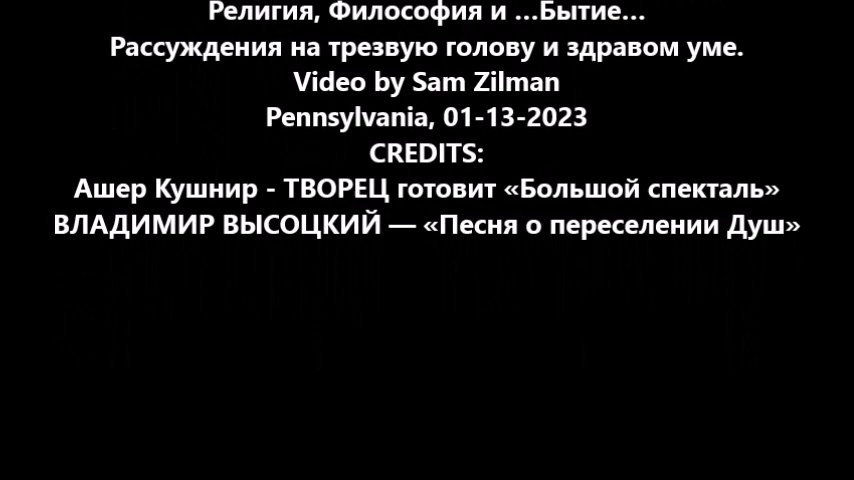 Религия, Философия и ...Бытие...
Рассуждения на трезвую голову и здравом уме.
Video by Sam Zilman
Pennsylvania, 01-13-2023
CREDITS:
Ашер Кушнир - ТВОРЕЦ готовит «Большой спекталь»
ВЛАДИМИР ВЫСОЦКИЙ — «Песня о переселении Душ»